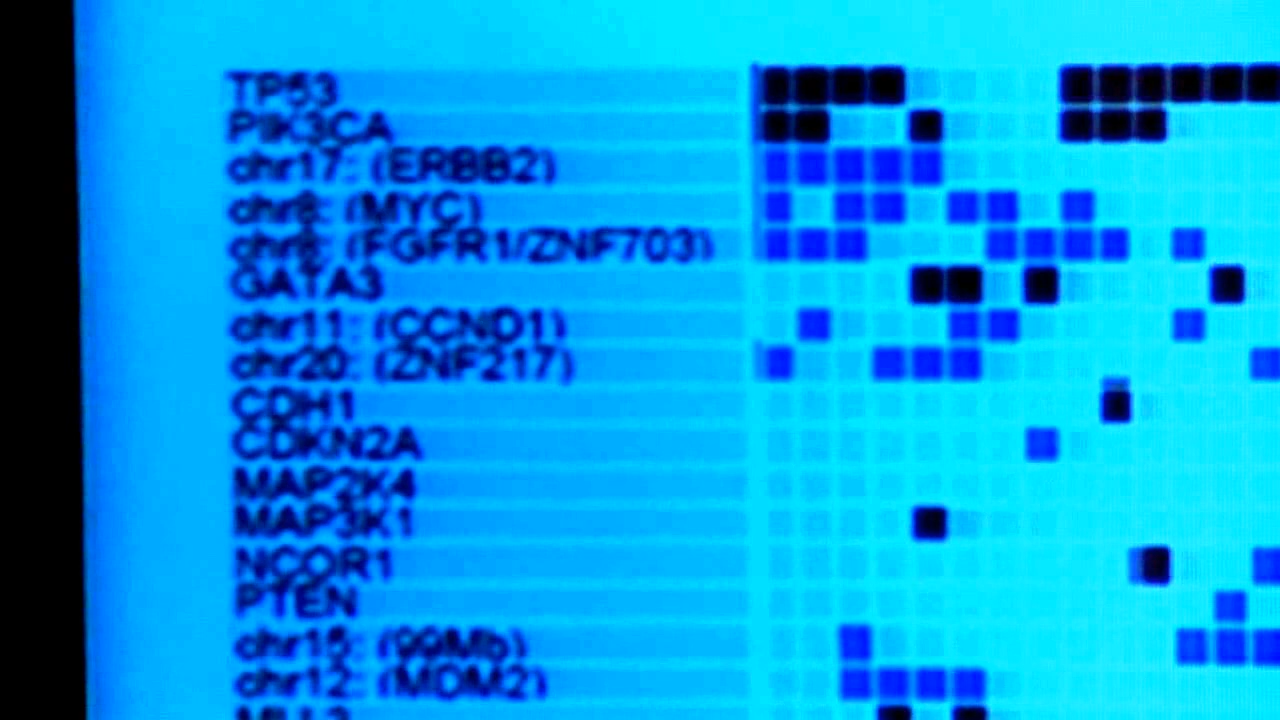 TP53
PIK3CA
chr17: (ERBB2)
chr8: (MYC)
chr8: (FGFR1/ZNF703)
GATA3
chr11: (CCND1)
chr20: (ZNF217)
CDH1
CDKN2A
MAP2K4
MAP3K1
NCOR1
PTEN
chr15: (99Mb)
chr12: (MDM2)